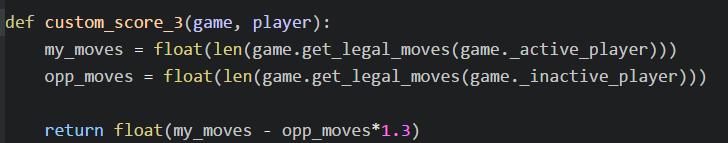 def custom_score_3(game, player):
    my_moves = float(len(game.get_legal_moves(game._active_player)))
    opp_moves = float(len(game.get_legal_moves(game._inactive_player)))

    return float(my_moves - opp_moves*1.3)